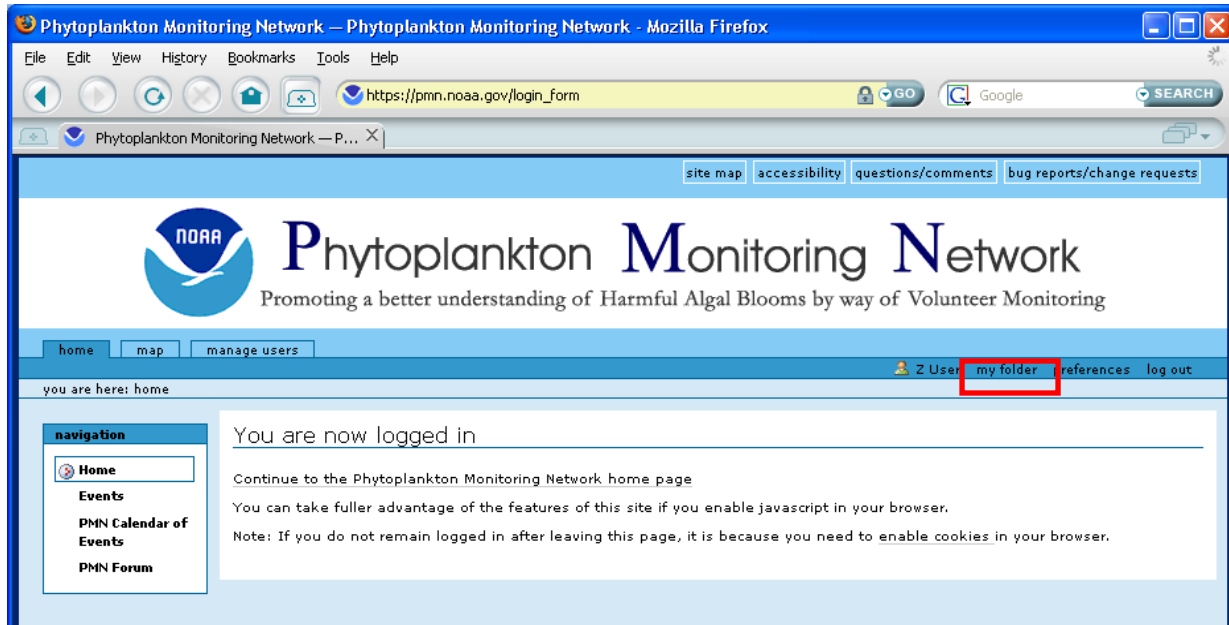 Phytoplankton Monitoring Network — Phytoplankton Monitoring Network - Mozilla Firefox
File Edit View History Bookmarks Tools Help
https://pmn.noaa.gov/login_form GO G Google SEARCH
Phytoplankton Monitoring Network — P... X
site map accessibility questions/comments bug reports/change requests
NOAA
Phytoplankton Monitoring Network
Promoting a better understanding of Harmful Algal Blooms by way of Volunteer Monitoring
home map manage users
Z User my folder preferences log out
you are here: home
navigation
Home
Events
PMN Calendar of
Events
PMN Forum
You are now logged in
Continue to the Phytoplankton Monitoring Network home page
You can take fuller advantage of the features of this site if you enable javascript in your browser.
Note: If you do not remain logged in after leaving this page, it is because you need to enable cookies in your browser.